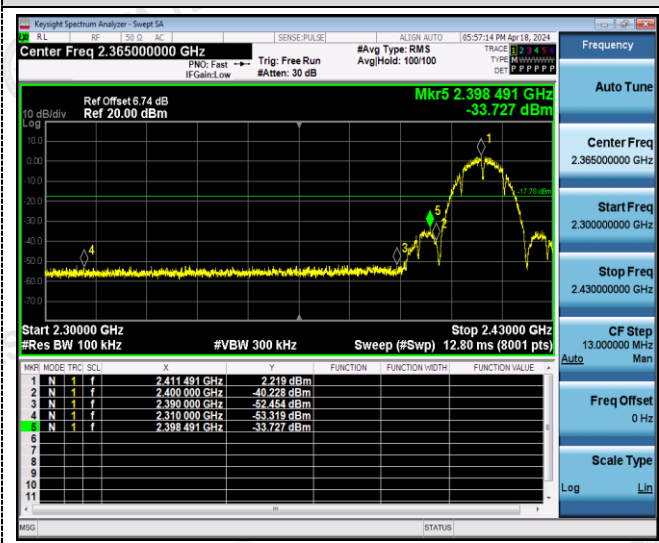 Keysight Spectrum Analyzer - Swept SA
RL RF 50 Ω AC SENSE:PULSE ALIGN AUTO 05:57:14 PM Apr 18, 2024
Center Freq 2.365000000 GHz
PNO: Fast
IFGain:Low
Trig: Free Run
#Atten: 30 dB
#Avg Type: RMS
Avg|Hold: 100/100
TRACE 1 2 3 4 5 6
TYPE M W W W W W
DET P P P P P P
Frequency
Auto Tune
Center Freq
2.365000000 GHz
Start Freq
2.300000000 GHz
Stop Freq
2.430000000 GHz
CF Step
13.000000 MHz
Auto Man
Freq Offset
0 Hz
Scale Type
Log Lin
Mkr5 2.398 491 GHz
-33.727 dBm
Ref Offset 6.74 dB
10 dB/div Ref 20.00 dBm
Log
10.0
0.00
-10.0
-20.0
-30.0
-40.0
-50.0
-60.0
-70.0
1
-17.78 dBm
5
2
3
4
Start 2.30000 GHz Stop 2.43000 GHz
#Res BW 100 kHz #VBW 300 kHz Sweep (#Swp) 12.80 ms (8001 pts)
MKR MODE TRC SCL X Y FUNCTION FUNCTION WIDTH FUNCTION VALUE
1 N 1 f 2.411 491 GHz 2.219 dBm
2 N 1 f 2.400 000 GHz -40.228 dBm
3 N 1 f 2.390 000 GHz -52.454 dBm
4 N 1 f 2.310 000 GHz -53.319 dBm
5 N 1 f 2.398 491 GHz -33.727 dBm
6
7
8
9
10
11
MSG STATUS